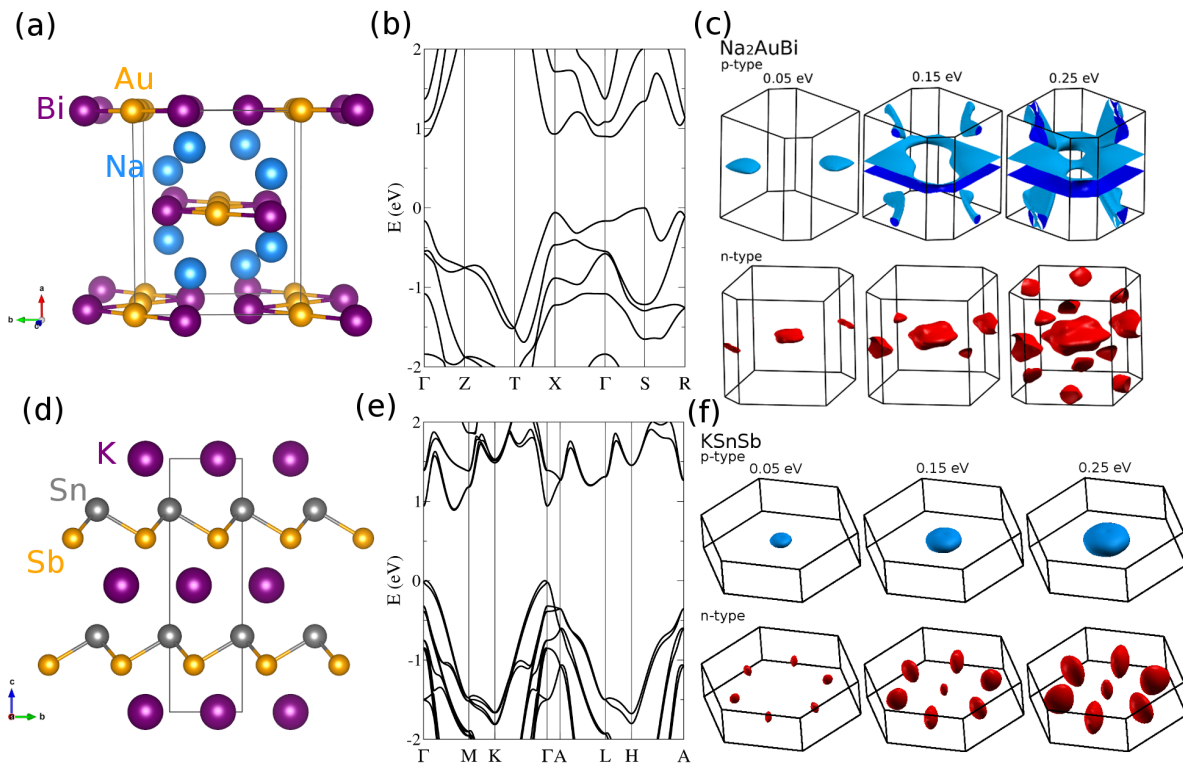 (a)
Au
Bi
Na
a
b
c
(b)
2
1
0
-1
-2
E (eV)
Γ Z T X Γ S R
(c)
Na₂AuBi
p-type
0.05 eV 0.15 eV 0.25 eV
n-type
(d)
K
Sn
Sb
c
a
b
(e)
2
1
0
-1
-2
E (eV)
Γ M K Γ A L H A
(f)
KSnSb
p-type
0.05 eV 0.15 eV 0.25 eV
n-type